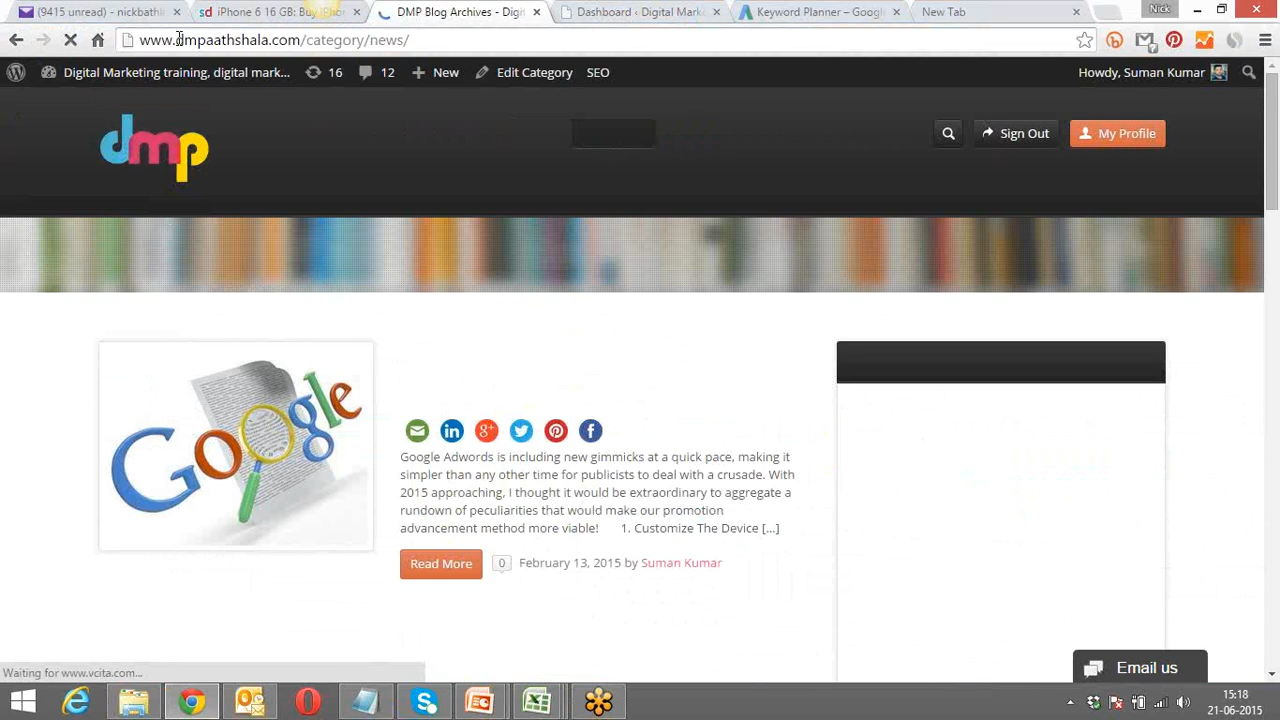 (9415 unread) - nickbathl
sd iPhone 6 16 GB: Buy iPhon
DMP Blog Archives - Digi
Dashboard ‹ Digital Mark
Keyword Planner – Google
New Tab
Nick
www.dmpaathshala.com/category/news/
Digital Marketing training, digital mark...
16
12
New
Edit Category
SEO
Howdy, Suman Kumar
dmp
Sign Out
My Profile
Google
Google Adwords is including new gimmicks at a quick pace, making it
simpler than any other time for publicists to deal with a crusade. With
2015 approaching, I thought it would be extraordinary to aggregate a
rundown of peculiarities that would make our promotion
advancement method more viable! 1. Customize The Device [...]
Read More
0
February 13, 2015 by Suman Kumar
Waiting for www.vcita.com...
Email us
15:18
21-06-2015